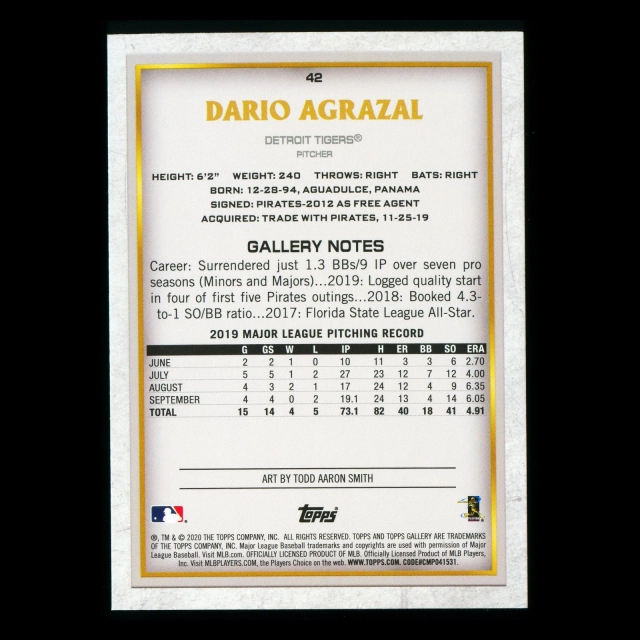 42
DARIO AGRAZAL
DETROIT TIGERS®
PITCHER
HEIGHT: 6'2" WEIGHT: 240 THROWS: RIGHT BATS: RIGHT
BORN: 12-28-94, AGUADULCE, PANAMA
SIGNED: PIRATES-2012 AS FREE AGENT
ACQUIRED: TRADE WITH PIRATES, 11-25-19
GALLERY NOTES
Career: Surrendered just 1.3 BBs/9 IP over seven pro
seasons (Minors and Majors)...2019: Logged quality start
in four of first five Pirates outings...2018: Booked 4.3-
to-1 SO/BB ratio...2017: Florida State League All-Star.
2019 MAJOR LEAGUE PITCHING RECORD
G GS W L IP H ER BB SO ERA
JUNE 2 2 1 0 10 11 3 3 6 2.70
JULY 5 5 1 2 27 23 12 7 12 4.00
AUGUST 4 3 2 1 17 24 12 4 9 6.35
SEPTEMBER 4 4 0 2 19.1 24 13 4 14 6.05
TOTAL 15 14 4 5 73.1 82 40 18 41 4.91
ART BY TODD AARON SMITH
Topps
®, TM & © 2020 THE TOPPS COMPANY, INC. ALL RIGHTS RESERVED. TOPPS AND TOPPS GALLERY ARE TRADEMARKS
OF THE TOPPS COMPANY, INC. Major League Baseball trademarks and copyrights are used with permission of Major
League Baseball. Visit MLB.com. OFFICIALLY LICENSED PRODUCT OF MLB. Officially Licensed Product of MLB Players,
Inc. Visit MLBPLAYERS.COM, the Players Choice on the web. WWW.TOPPS.COM. CODE#CMP041531.